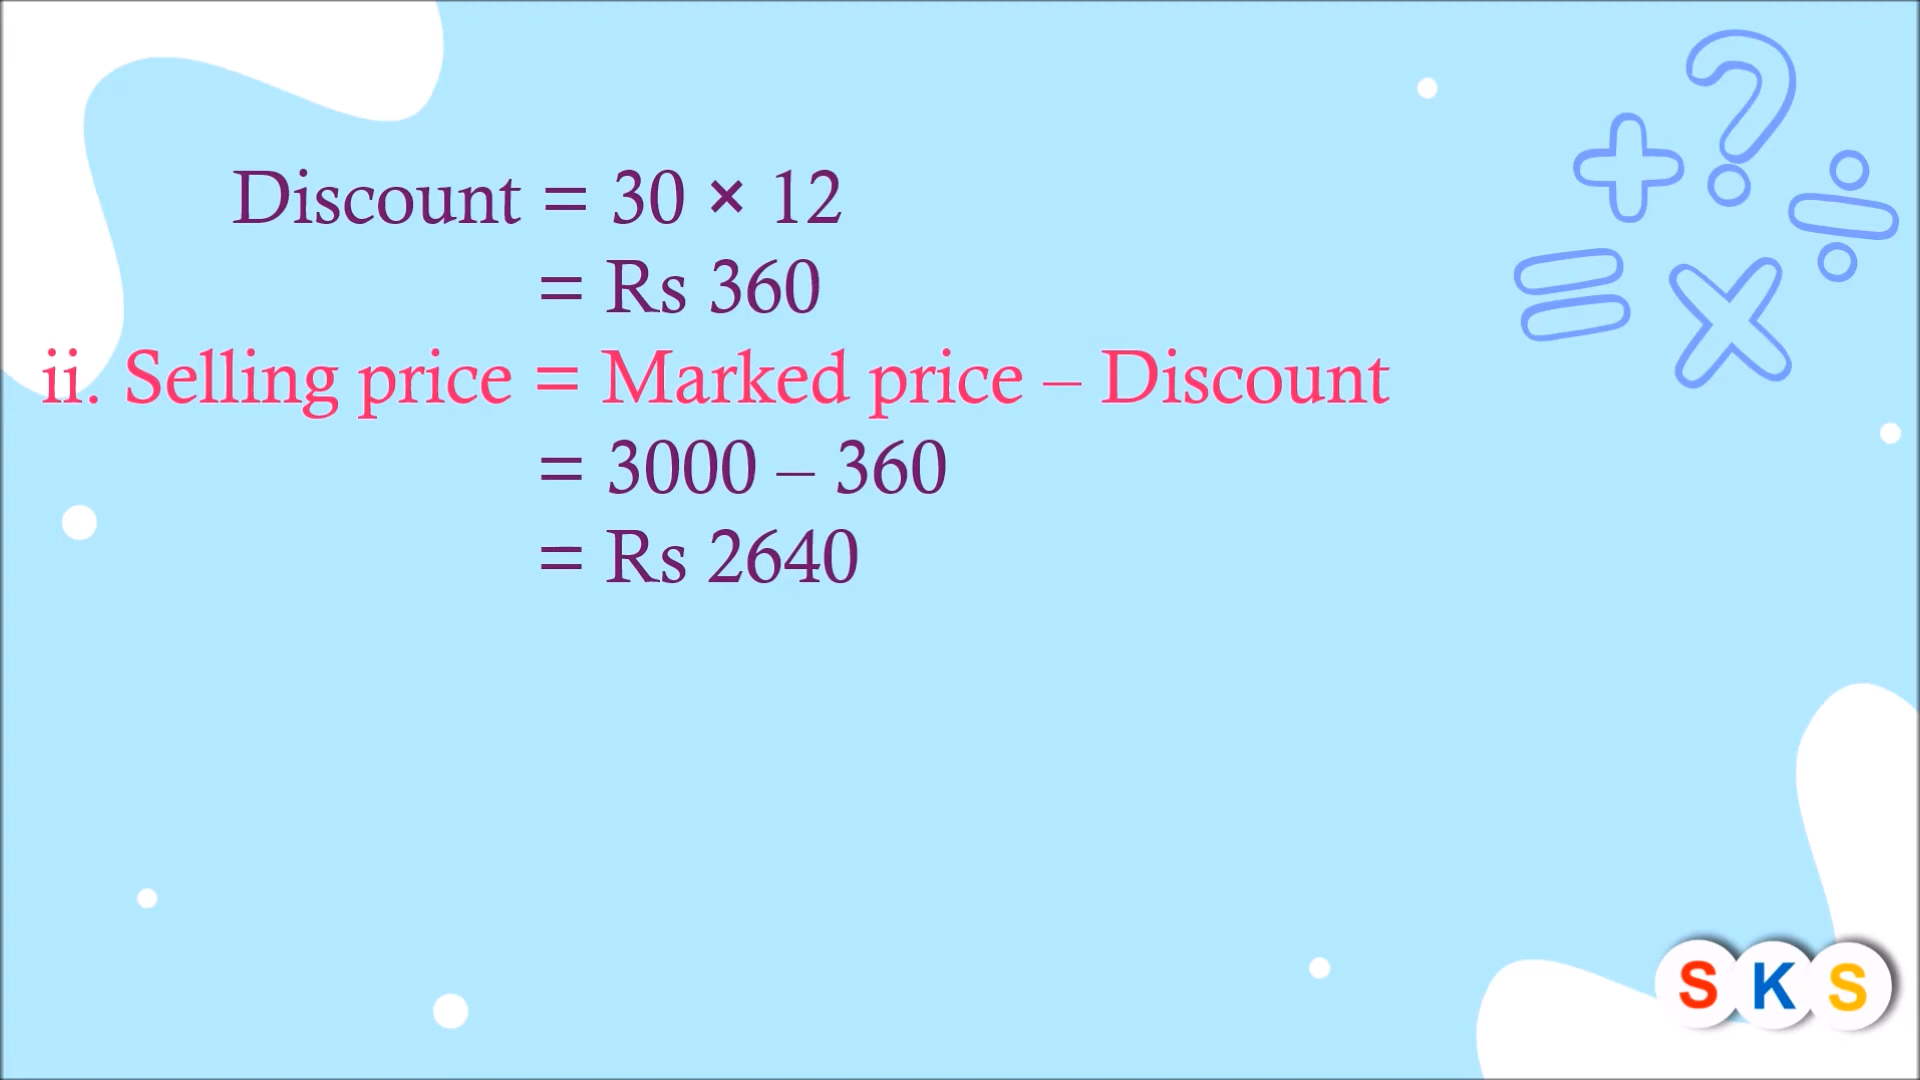 Discount = 30 × 12
= Rs 360
ii. Selling price = Marked price – Discount
= 3000 – 360
= Rs 2640
SKS